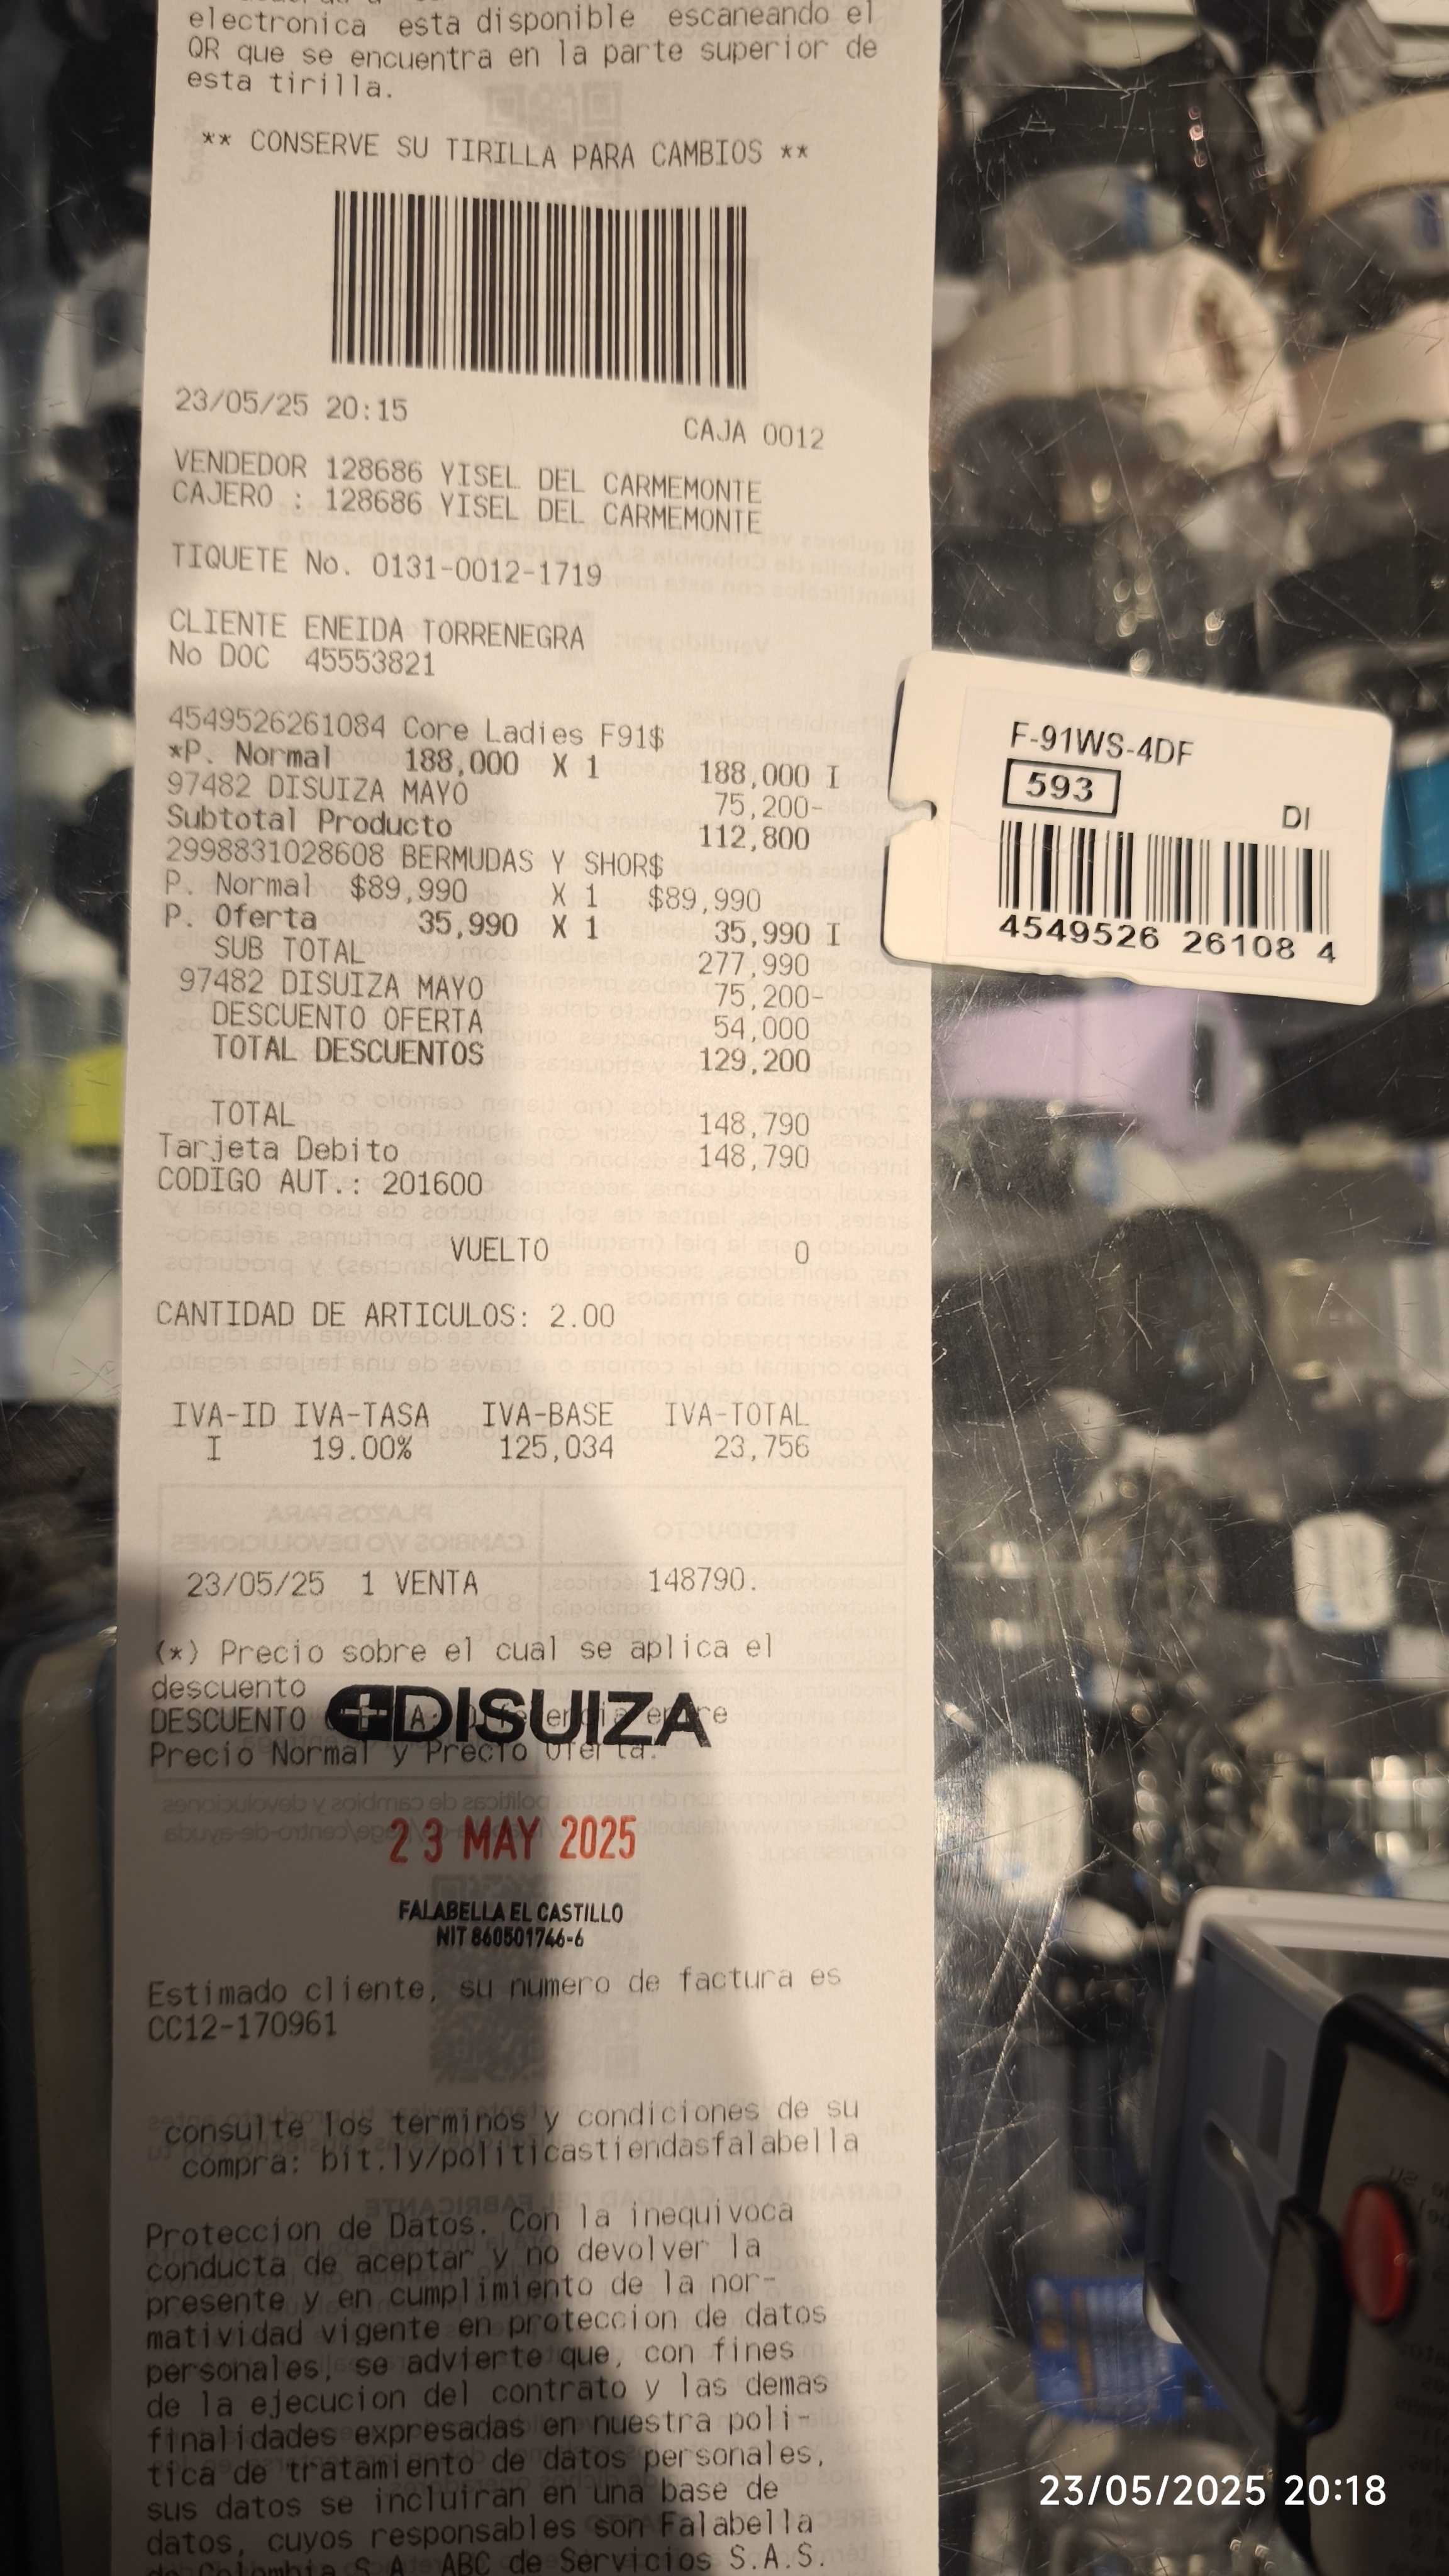 electronica esta disponible escaneando el
QR que se encuentra en la parte superior de
esta tirilla.
** CONSERVE SU TIRILLA PARA CAMBIOS **
23/05/25 20:15
CAJA 0012
VENDEDOR 128686 YISEL DEL CARMEMONTE
CAJERO : 128686 YISEL DEL CARMEMONTE
TIQUETE No. 0131-0012-1719
CLIENTE ENEIDA TORRENEGRA
No DOC 45553821
4549526261084 Core Ladies F91$
*P. Normal 188,000 X 1 188,000 I
97482 DISUIZA MAYO 75,200-
Subtotal Producto 112,800
2998831028608 BERMUDAS Y SHOR$
P. Normal $89,990 X 1 $89,990
P. Oferta 35,990 X 1 35,990 I
SUB TOTAL 277,990
97482 DISUIZA MAYO 75,200-
DESCUENTO OFERTA 54,000
TOTAL DESCUENTOS 129,200
TOTAL 148,790
Tarjeta Debito 148,790
CODIGO AUT.: 201600
VUELTO 0
CANTIDAD DE ARTICULOS: 2.00
IVA-ID IVA-TASA IVA-BASE IVA-TOTAL
I 19.00% 125,034 23,756
23/05/25 1 VENTA 148790.
(*) Precio sobre el cual se aplica el
descuento
DESCUENTO
DISUIZA
Precio Normal y Precio Oferta.
23 MAY 2025
FALABELLA EL CASTILLO
NIT 860501746-6
Estimado cliente, su numero de factura es
CC12-170961
consulte los terminos y condiciones de su
compra: bit.ly/politicastiendasfalabella
Proteccion de Datos. Con la inequivoca
conducta de aceptar y no devolver la
presente y en cumplimiento de la nor-
matividad vigente en proteccion de datos
personales, se advierte que, con fines
de la ejecucion del contrato y las demas
finalidades expresadas en nuestra poli-
tica de tratamiento de datos personales,
sus datos se incluiran en una base de
datos, cuyos responsables son Falabella
de Colombia S.A. ABC de Servicios S.A.S.
F-91WS-4DF
593
DI
4549526 26108 4
23/05/2025 20:18